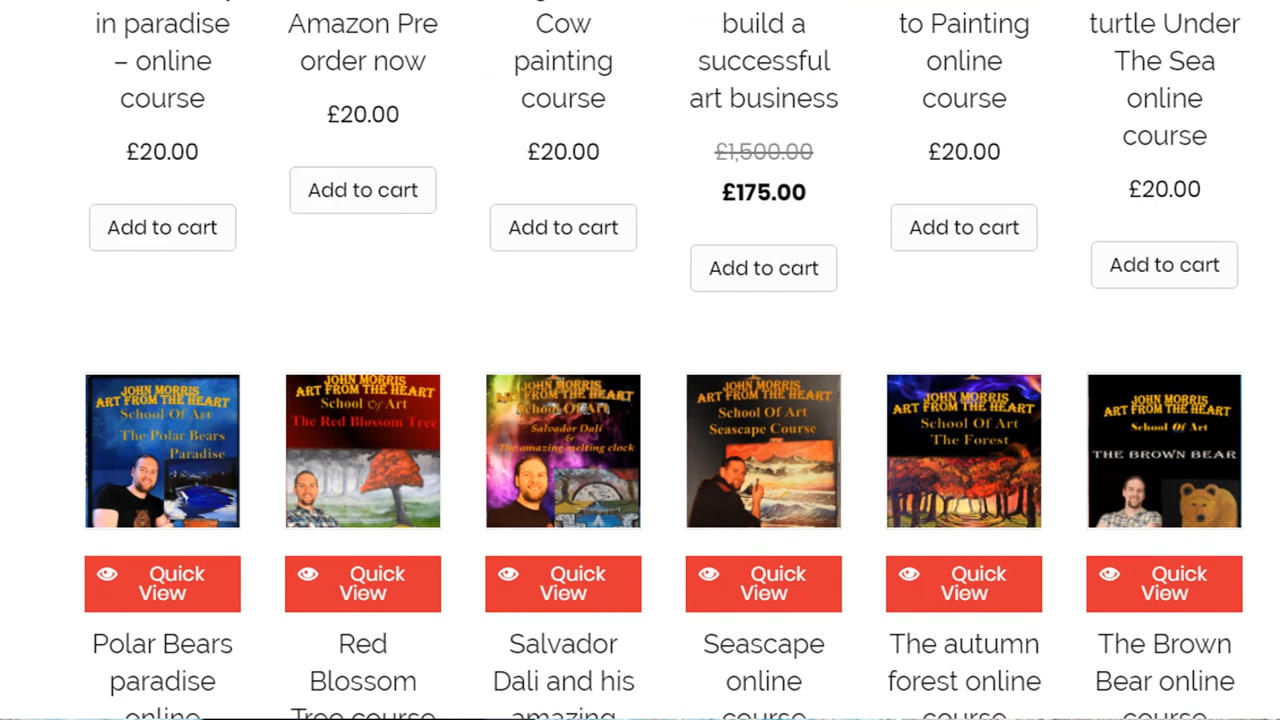 in paradise
– online
course
£20.00
Add to cart
Amazon Pre
order now
£20.00
Add to cart
Cow
painting
course
£20.00
Add to cart
build a
successful
art business
£1,500.00
£175.00
Add to cart
to Painting
online
course
£20.00
Add to cart
turtle Under
The Sea
online
course
£20.00
Add to cart
JOHN MORRIS
ART FROM THE HEART
School Of Art
The Polar Bears
Paradise
Quick
View
Polar Bears
paradise
online
JOHN MORRIS
ART FROM THE HEART
School Of Art
The Red Blossom Tree
Quick
View
Red
Blossom
Tree course
JOHN MORRIS
ART FROM THE HEART
School Of Art
Salvador Dali
&
The amazing melting clock
Quick
View
Salvador
Dali and his
amazing
JOHN MORRIS
ART FROM THE HEART
School Of Art
Seascape Course
Quick
View
Seascape
online
course
JOHN MORRIS
ART FROM THE HEART
School Of Art
The Forest
Quick
View
The autumn
forest online
course
JOHN MORRIS
ART FROM THE HEART
School Of Art
THE BROWN BEAR
Quick
View
The Brown
Bear online
course